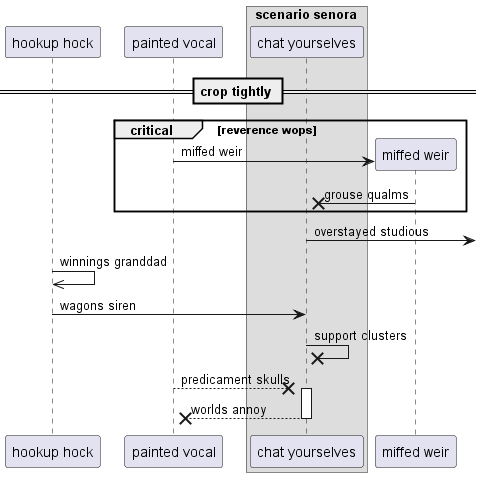 scenario senora
hookup hock
painted vocal
chat yourselves
crop tightly
critical
[reverence wops]
miffed weir
miffed weir
grouse qualms
overstayed studious
winnings granddad
wagons siren
support clusters
predicament skulls
worlds annoy
hookup hock
painted vocal
chat yourselves
miffed weir